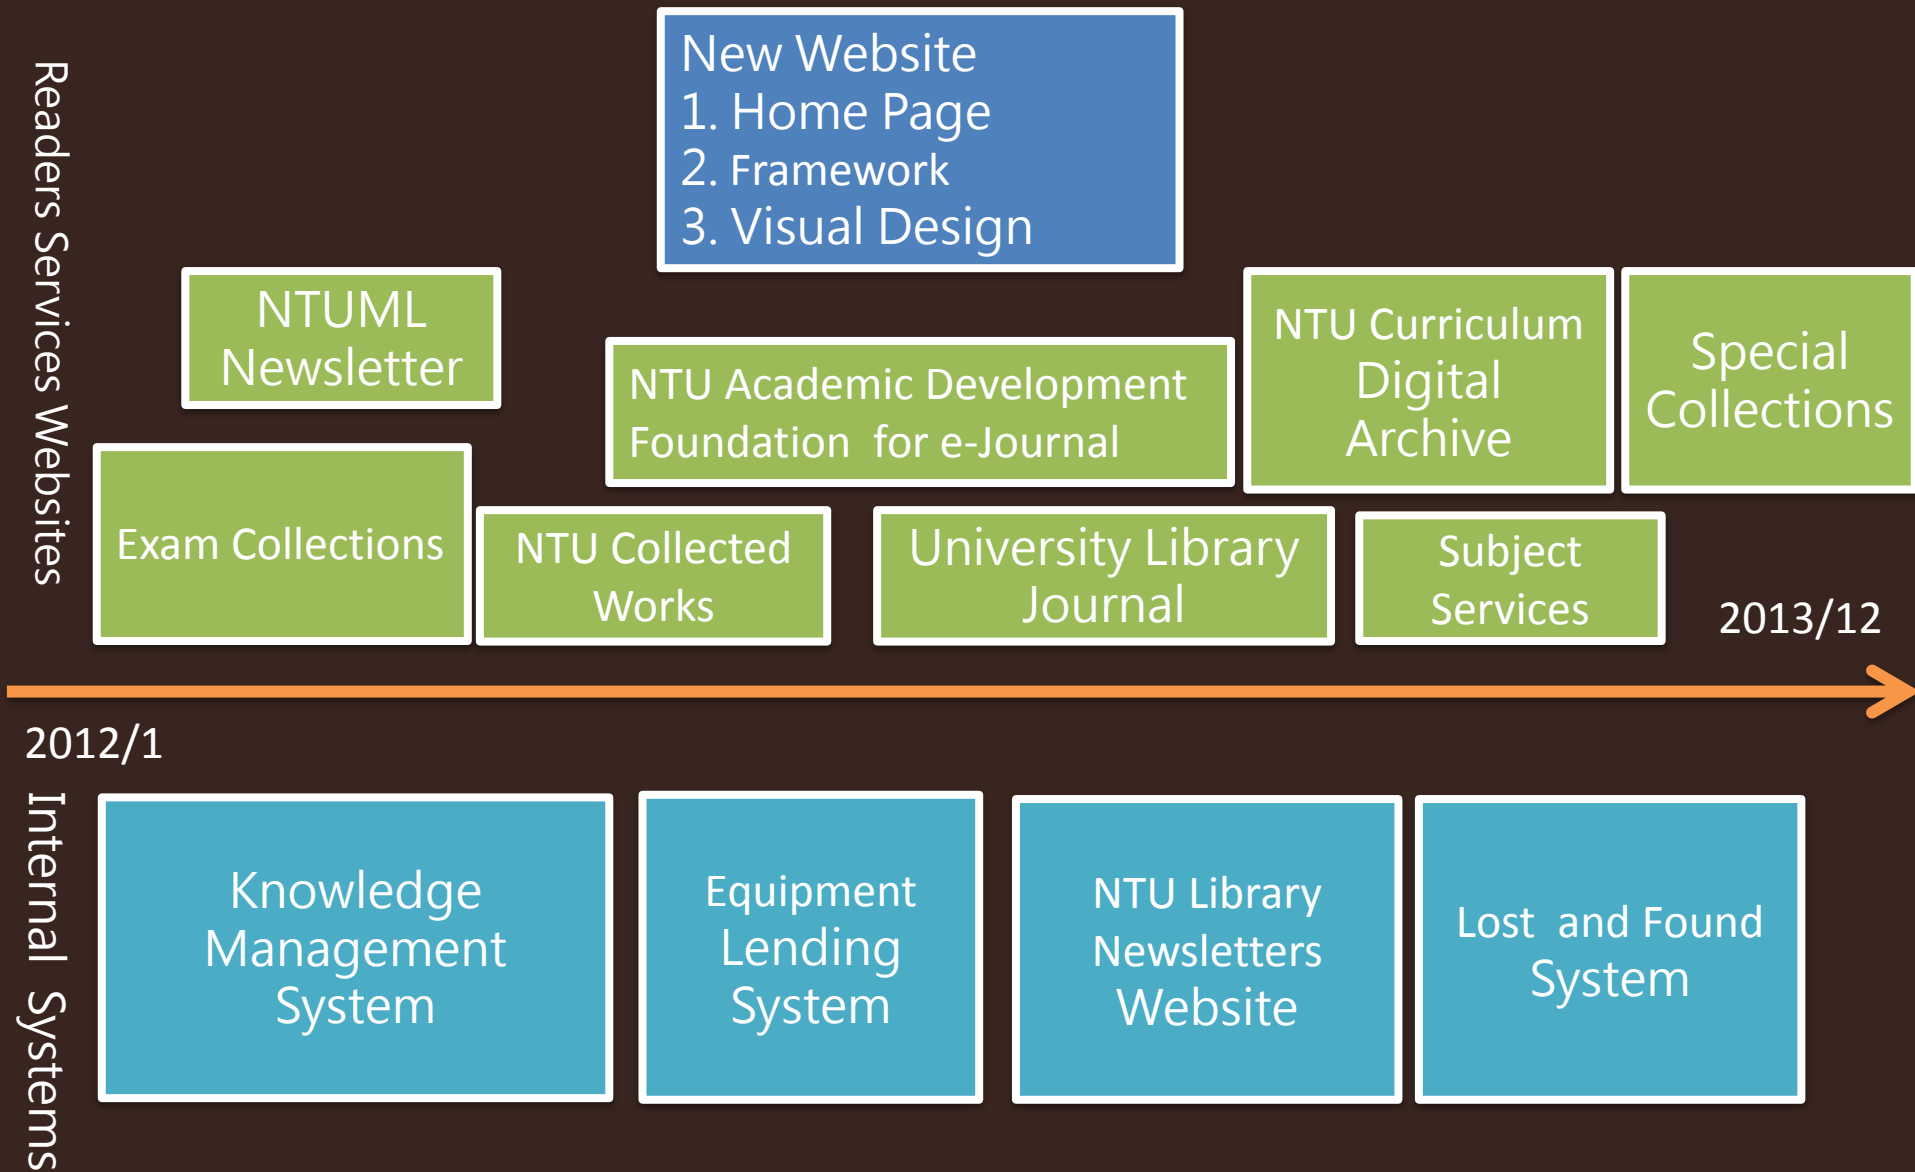 Readers Services Websites
New Website
1. Home Page
2. Framework
3. Visual Design
NTUML
Newsletter
NTU Academic Development
Foundation for e-Journal
NTU Curriculum
Digital
Archive
Special
Collections
Exam Collections
NTU Collected
Works
University Library
Journal
Subject
Services
2013/12
2012/1
Internal Systems
Knowledge
Management
System
Equipment
Lending
System
NTU Library
Newsletters
Website
Lost and Found
System